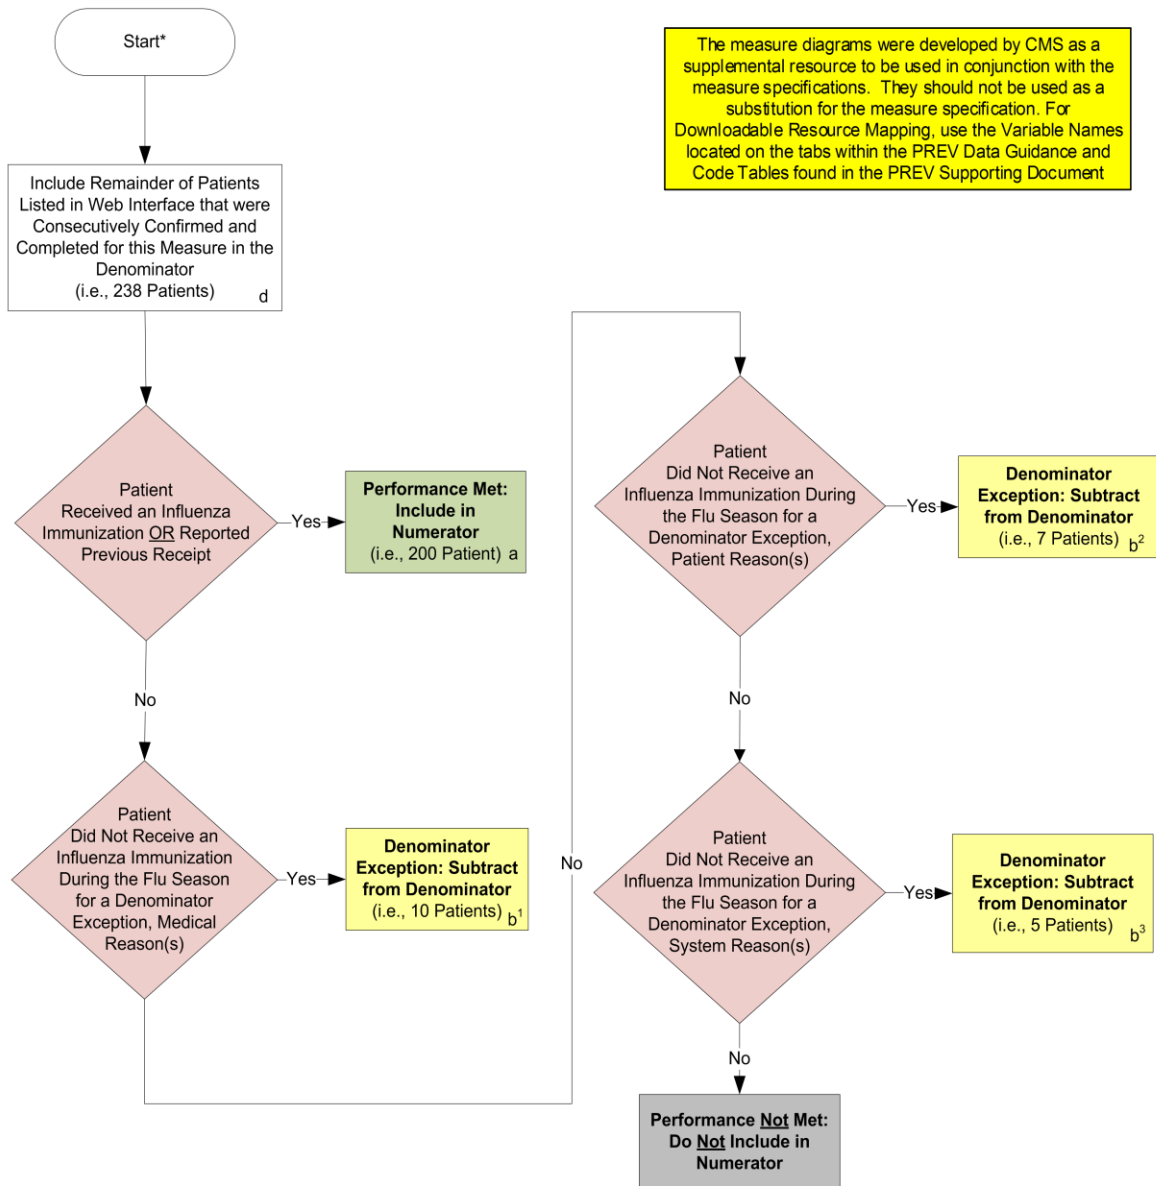 Start*
The measure diagrams were developed by CMS as a
supplemental resource to be used in conjunction with the
measure specifications. They should not be used as a
substitution for the measure specification. For
Downloadable Resource Mapping, use the Variable Names
located on the tabs within the PREV Data Guidance and
Code Tables found in the PREV Supporting Document
Include Remainder of Patients
Listed in Web Interface that were
Consecutively Confirmed and
Completed for this Measure in the
Denominator
(i.e., 238 Patients)
d
Patient
Received an Influenza
Immunization OR Reported
Previous Receipt
Yes
Performance Met:
Include in
Numerator
(i.e., 200 Patient) a
No
Patient
Did Not Receive an
Influenza Immunization
During the Flu Season
for a Denominator
Exception, Medical
Reason(s)
Yes
Denominator
Exception: Subtract
from Denominator
(i.e., 10 Patients) b¹
No
Patient
Did Not Receive an
Influenza Immunization During
the Flu Season for a
Denominator Exception,
Patient Reason(s)
Yes
Denominator
Exception: Subtract
from Denominator
(i.e., 7 Patients) b²
No
Patient
Did Not Receive an
Influenza Immunization During
the Flu Season for a
Denominator Exception,
System Reason(s)
Yes
Denominator
Exception: Subtract
from Denominator
(i.e., 5 Patients) b³
No
Performance Not Met:
Do Not Include in
Numerator